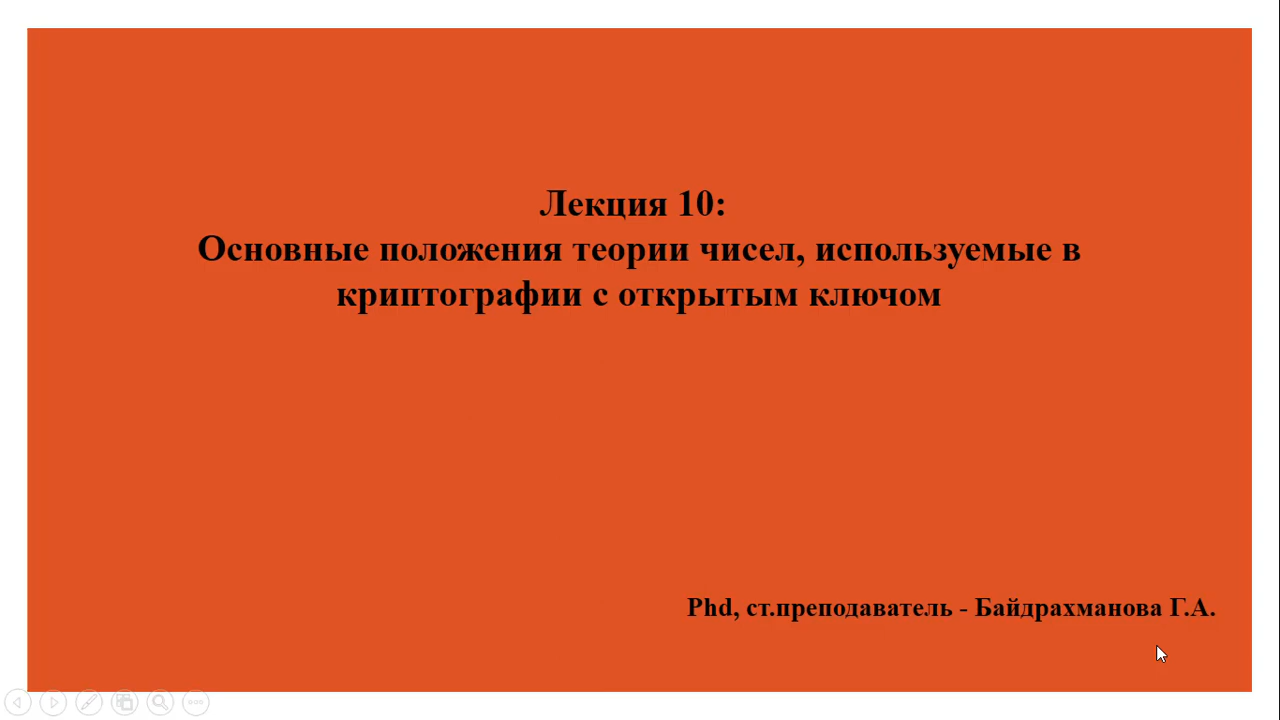 Лекция 10:
Основные положения теории чисел, используемые в
криптографии с открытым ключом
Phd, ст.преподаватель - Байдрахманова Г.А.